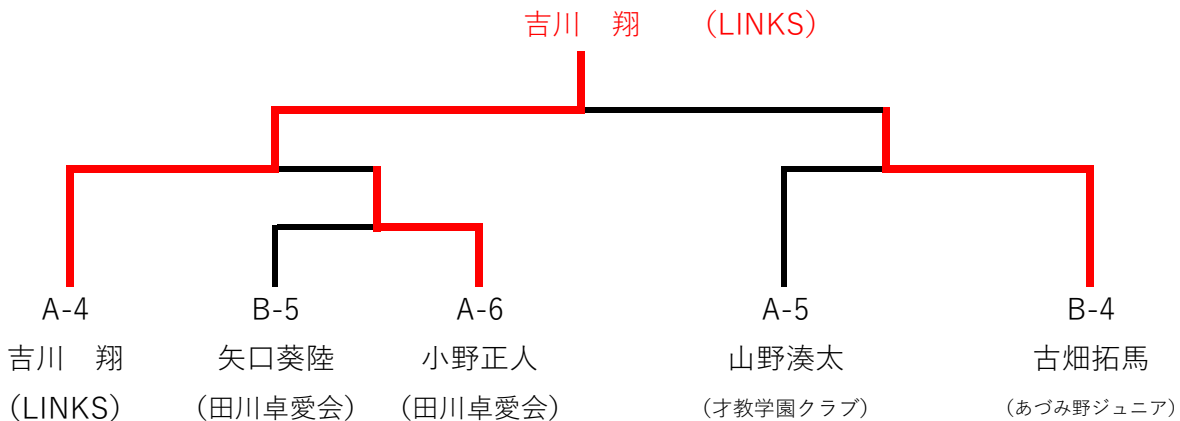 吉川　翔　　（LINKS）
A-4　B-5　A-6　A-5　B-4
吉川　翔　矢口葵陸　小野正人　山野湊太　古畑拓馬
（LINKS）　（田川卓愛会）　（田川卓愛会）　（才教学園クラブ）　（あづみ野ジュニア）